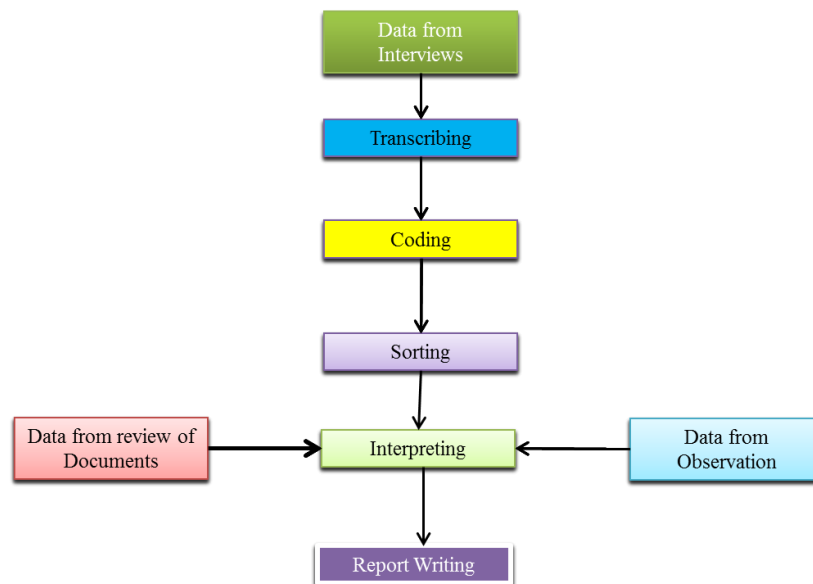 Data from
Interviews
Transcribing
Coding
Sorting
Data from review of
Documents
Interpreting
Data from
Observation
Report Writing